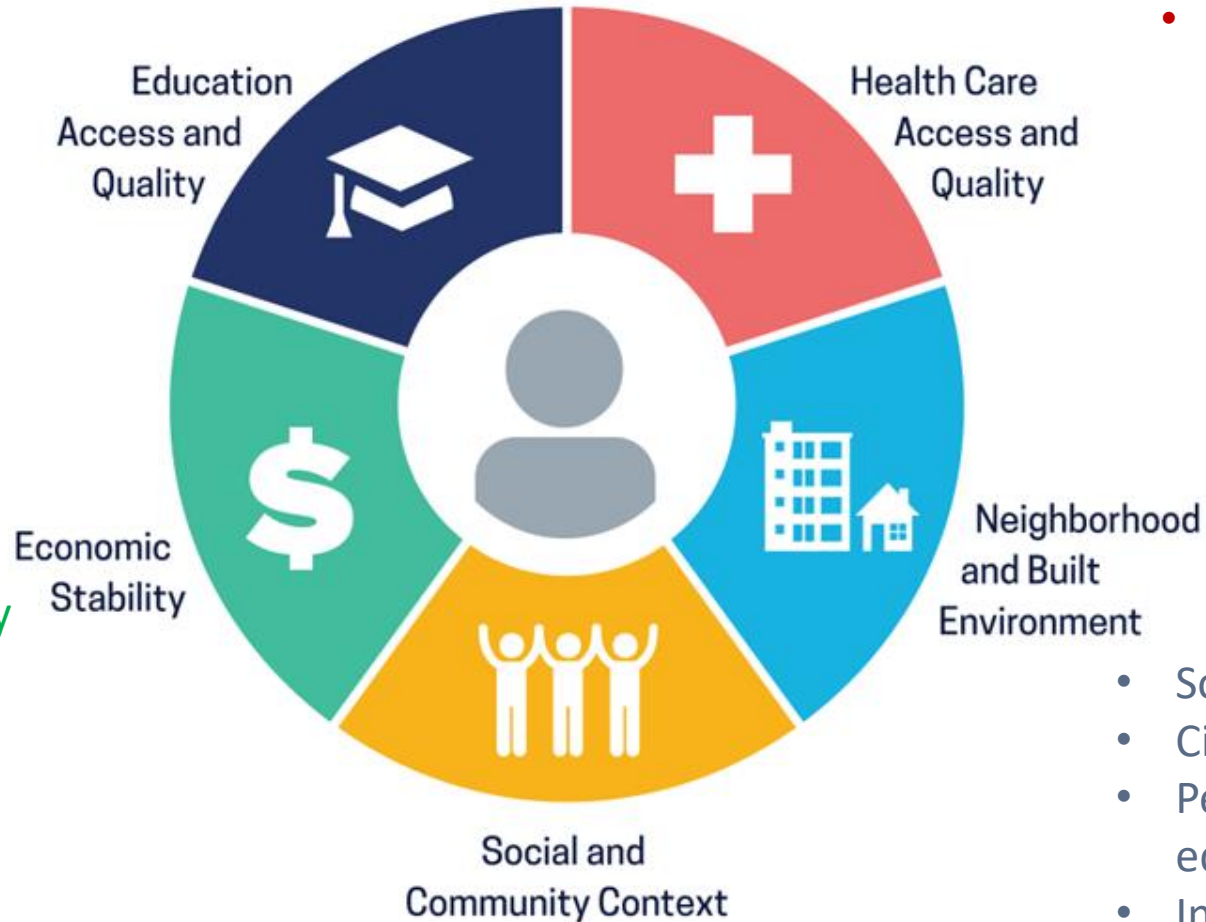 Education
Access and
Quality
Health Care
Access and
Quality
Economic
Stability
Neighborhood
and Built
Environment
Social and
Community Context
$